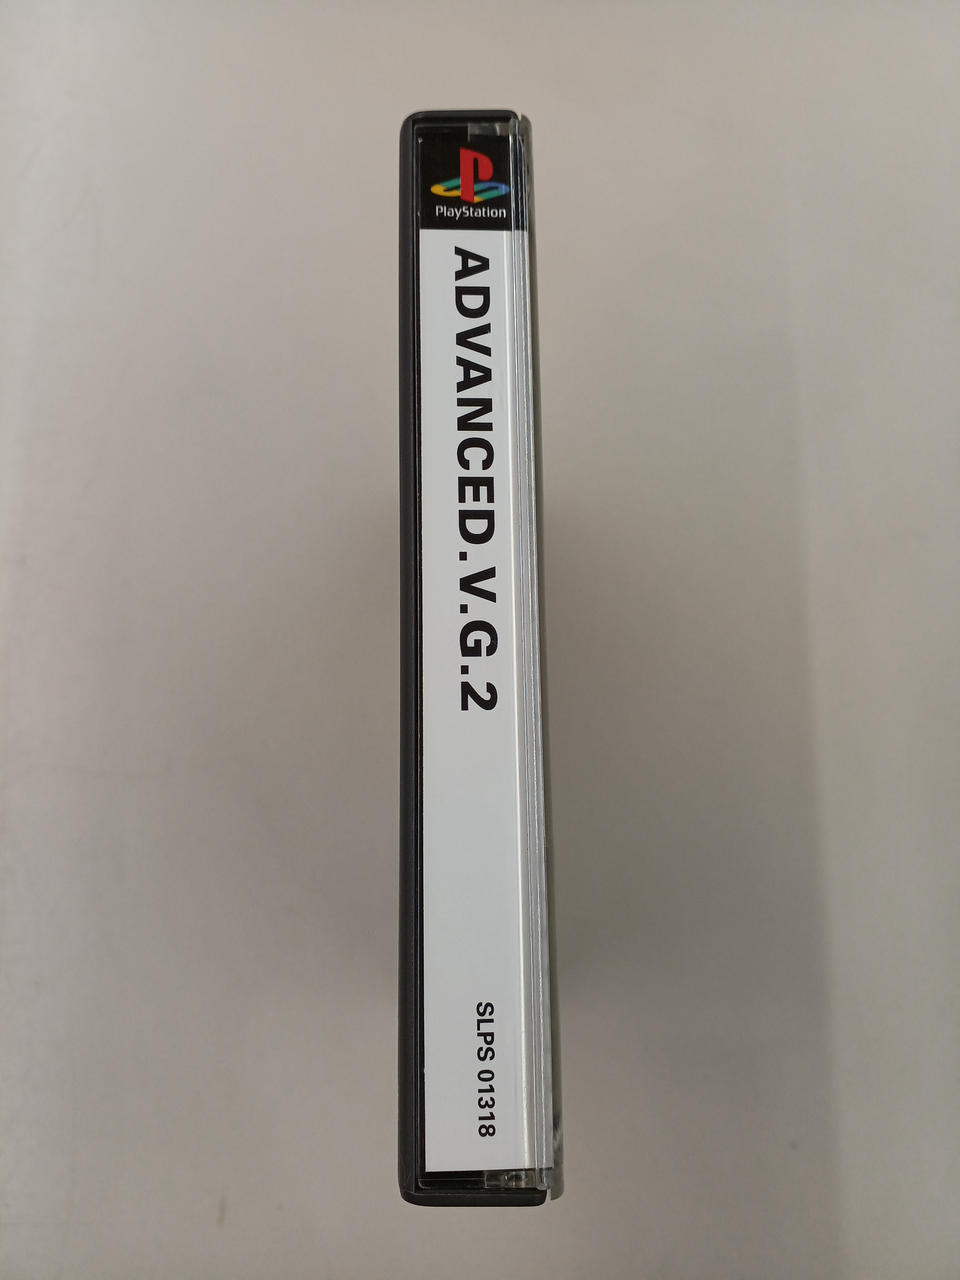 PlayStation
ADVANCED.V.G.2
SLPS 01318